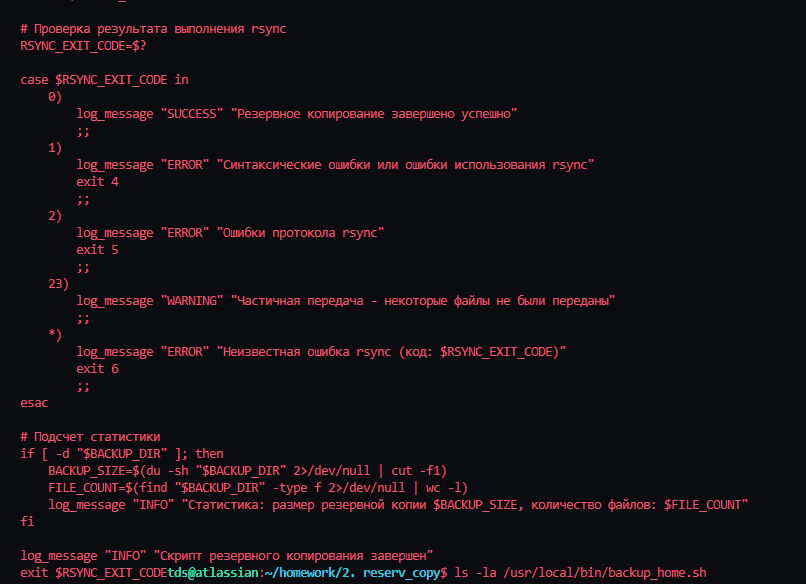 # Проверка результата выполнения rsync
RSYNC_EXIT_CODE=$?
case $RSYNC_EXIT_CODE in
0)
log_message "SUCCESS" "Резервное копирование завершено успешно"
;;
1)
log_message "ERROR" "Синтаксические ошибки или ошибки использования rsync"
exit 4
;;
2)
log_message "ERROR" "Ошибки протокола rsync"
exit 5
;;
23)
log_message "WARNING" "Частичная передача - некоторые файлы не были переданы"
;;
*)
log_message "ERROR" "Неизвестная ошибка rsync (код: $RSYNC_EXIT_CODE)"
exit 6
;;
esac
# Подсчет статистики
if [ -d "$BACKUP_DIR" ]; then
BACKUP_SIZE=$(du -sh "$BACKUP_DIR" 2>/dev/null | cut -f1)
FILE_COUNT=$(find "$BACKUP_DIR" -type f 2>/dev/null | wc -l)
log_message "INFO" "Статистика: размер резервной копии $BACKUP_SIZE, количество файлов: $FILE_COUNT"
fi
log_message "INFO" "Скрипт резервного копирования завершен"
exit $RSYNC_EXIT_CODEtds@atlassian:~/homework/2. reserv_copy$ ls -la /usr/local/bin/backup_home.sh